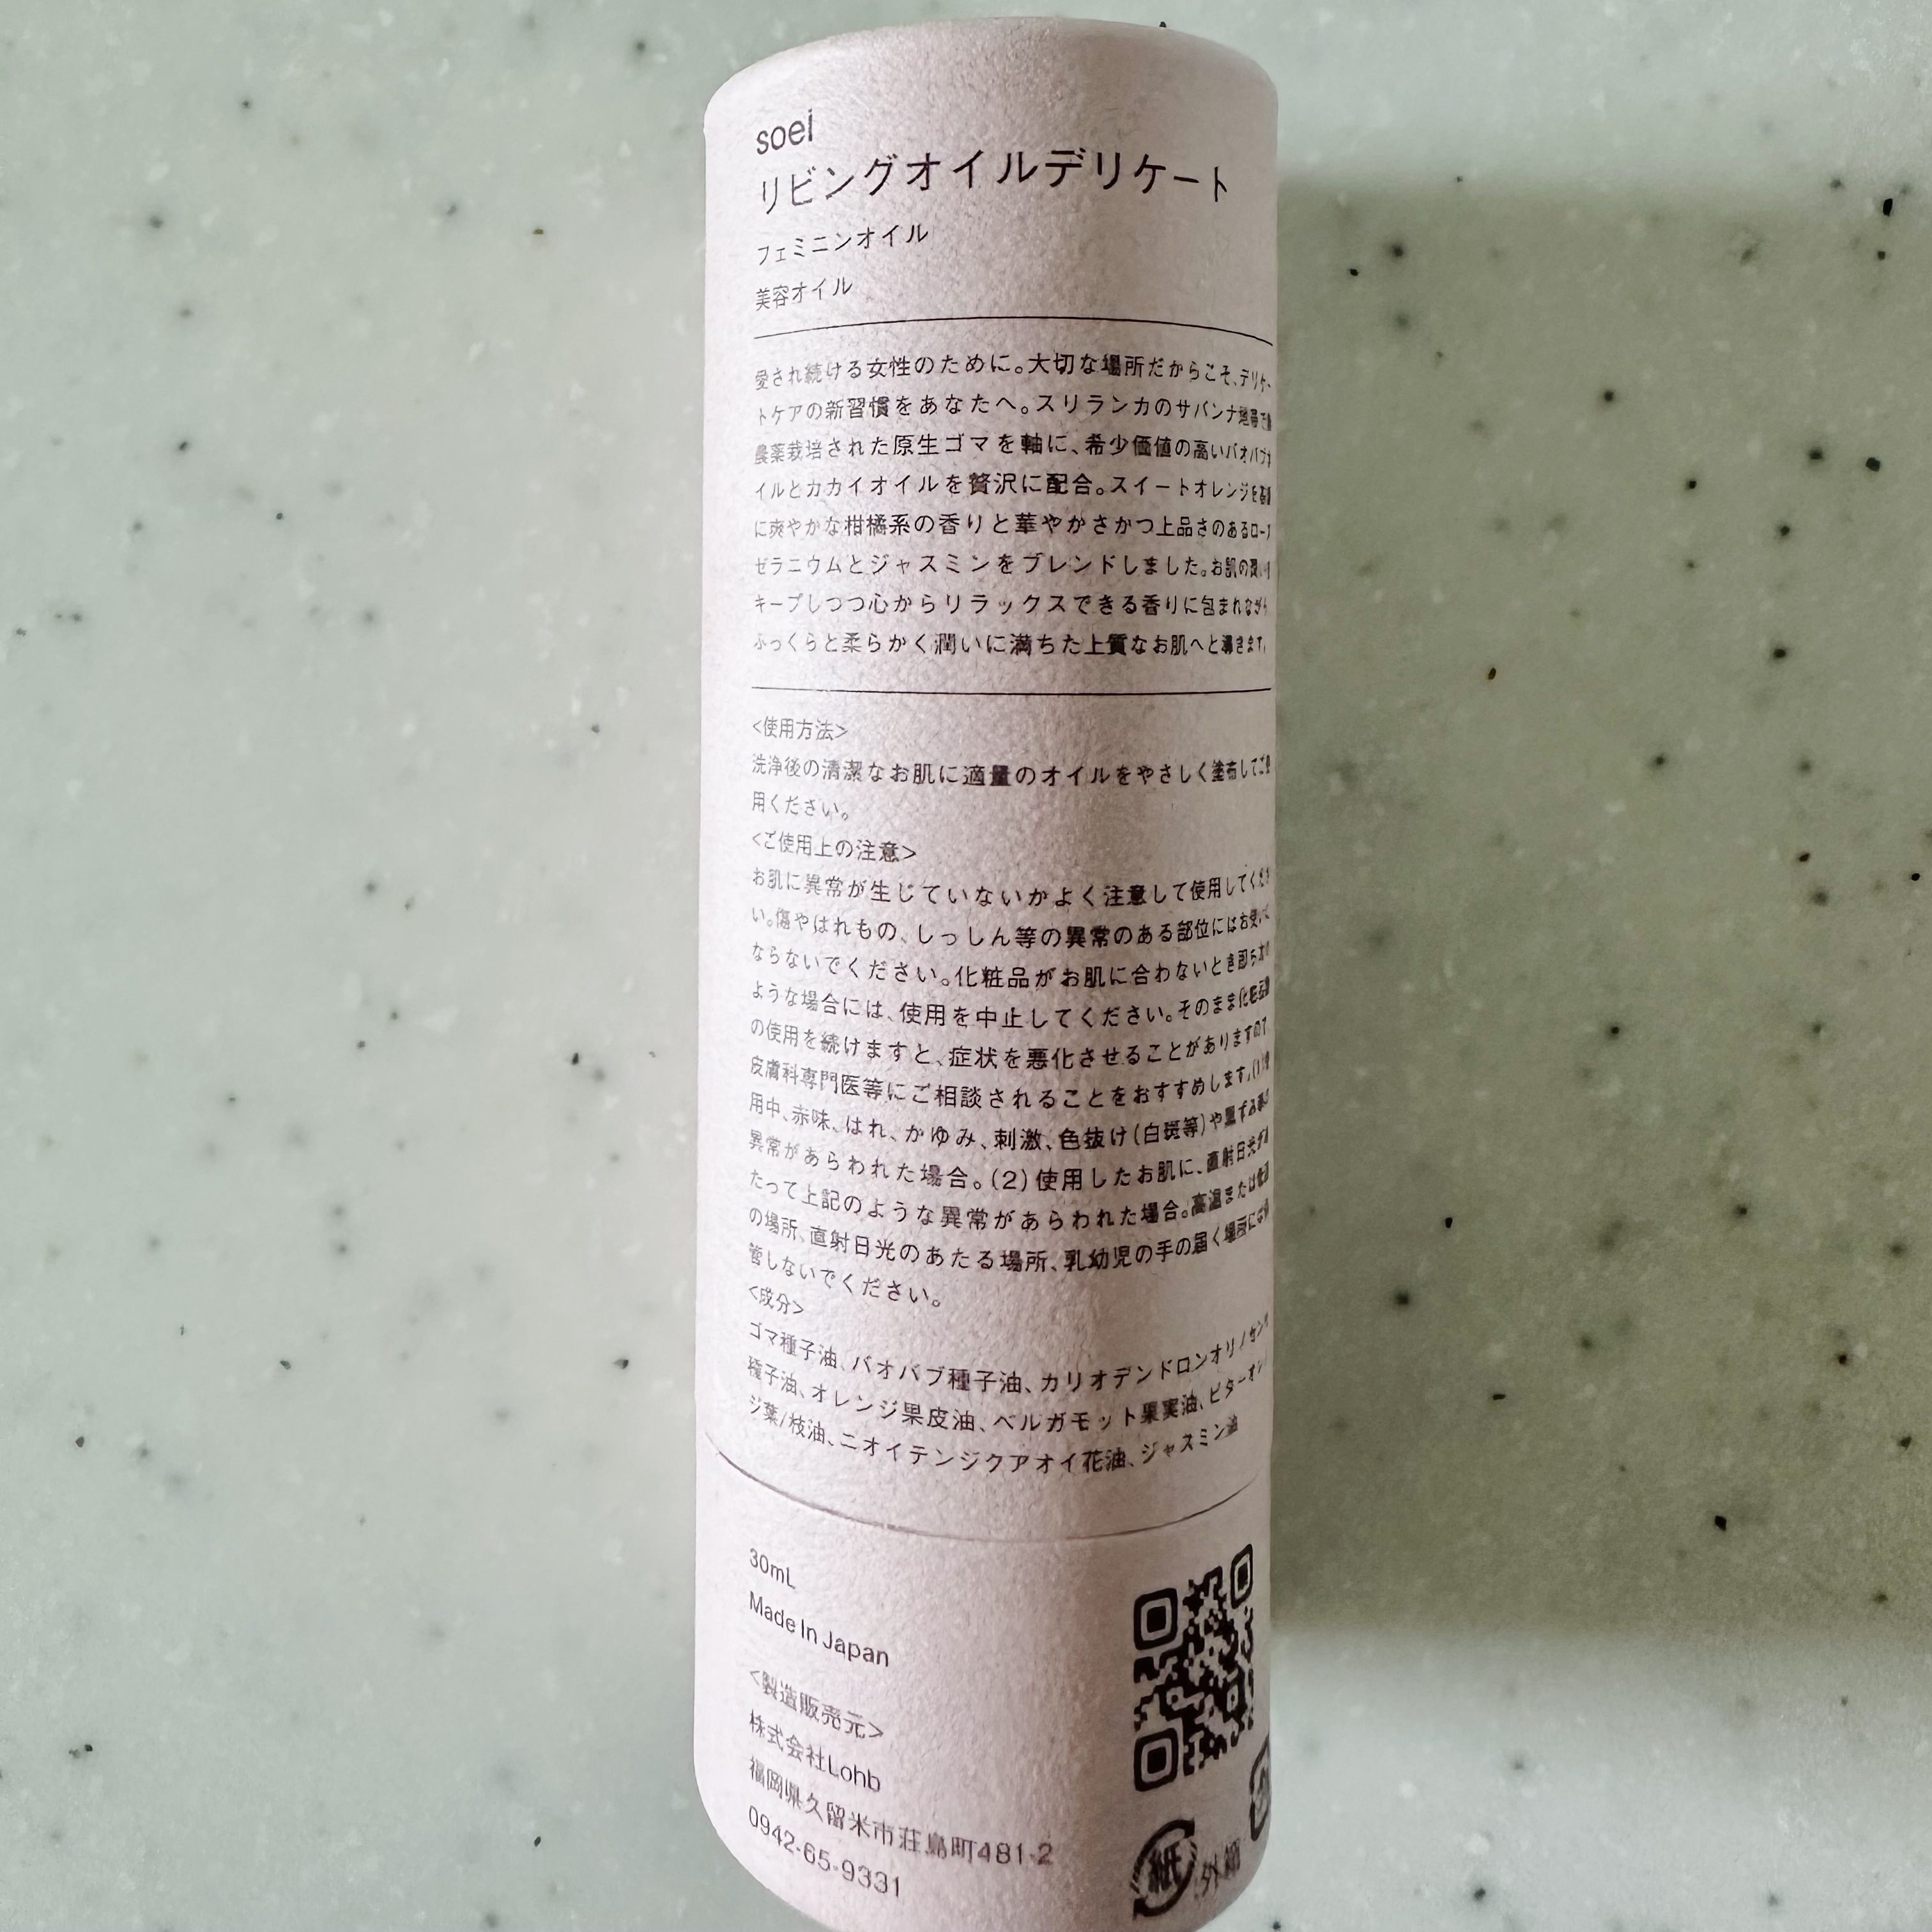 soei
リビングオイルデリケート
フェミニンオイル
美容オイル
愛され続ける女性のために。大切な場所だからこそ、デリケー
トケアの新習慣をあなたへ。スリランカのサバンナ地帯で
農薬栽培された原生ゴマを軸に、希少価値の高いバオバブオ
イルとカカイオイルを贅沢に配合。スイートオレンジを基調
に爽やかな柑橘系の香りと華やかさかつ上品さのあるローズ
ゼラニウムとジャスミンをブレンドしました。お肌の潤いを
キープしつつ心からリラックスできる香りに包まれながら
ふっくらと柔らかく潤いに満ちた上質なお肌へと導きます。
<使用方法>
洗浄後の清潔なお肌に適量のオイルをやさしく塗布してご使
用ください。
<ご使用上の注意>
お肌に異常が生じていないかよく注意して使用してくださ
い。傷やはれもの、しっしん等の異常のある部位にはお使いに
ならないでください。化粧品がお肌に合わないとき即ち次の
ような場合には、使用を中止してください。そのまま化粧品類
の使用を続けますと、症状を悪化させることがありますので、
皮膚科専門医等にご相談されることをおすすめします。(1)使
用中、赤味、はれ、かゆみ、刺激、色抜け(白斑等)や黒ずみ等の
異常があらわれた場合。(2)使用したお肌に、直射日光があ
たって上記のような異常があらわれた場合。高温または低温
の場所、直射日光のあたる場所、乳幼児の手の届く場所には保
管しないでください。
<成分>
ゴマ種子油、バオバブ種子油、カリオデンドロンオリノセンセ
種子油、オレンジ果皮油、ベルガモット果実油、ビターオレン
ジ葉/枝油、ニオイテンジクアオイ花油、ジャスミン油
30mL
Made In Japan
<製造販売元>
株式会社Lohb
福岡県久留米市荘島町481-2
0942-65-9331
紙 外箱